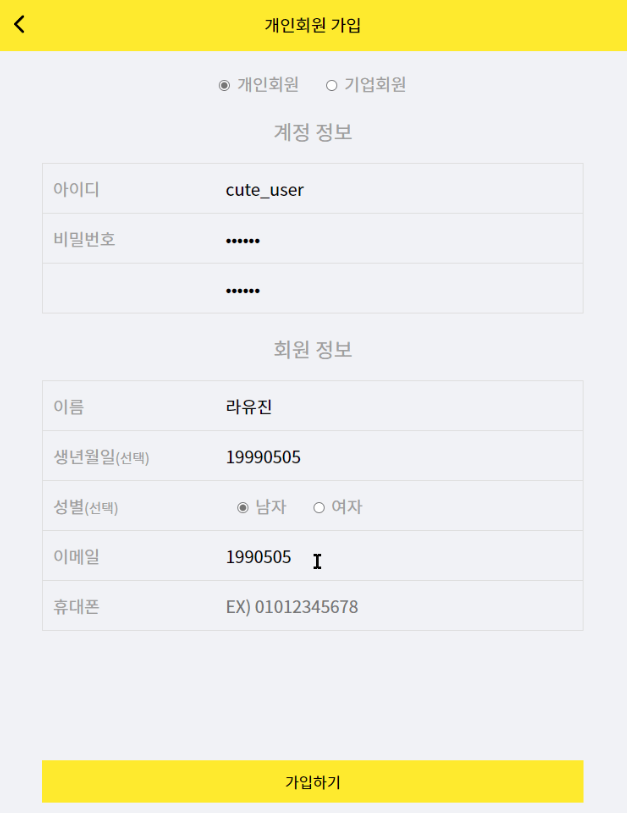 개인회원 가입
개인회원 기업회원
계정 정보
아이디 cute_user
비밀번호 ••••••
••••••
회원 정보
이름 라유진
생년월일(선택) 19990505
성별(선택) 남자 여자
이메일 1990505
휴대폰 EX) 01012345678
가입하기